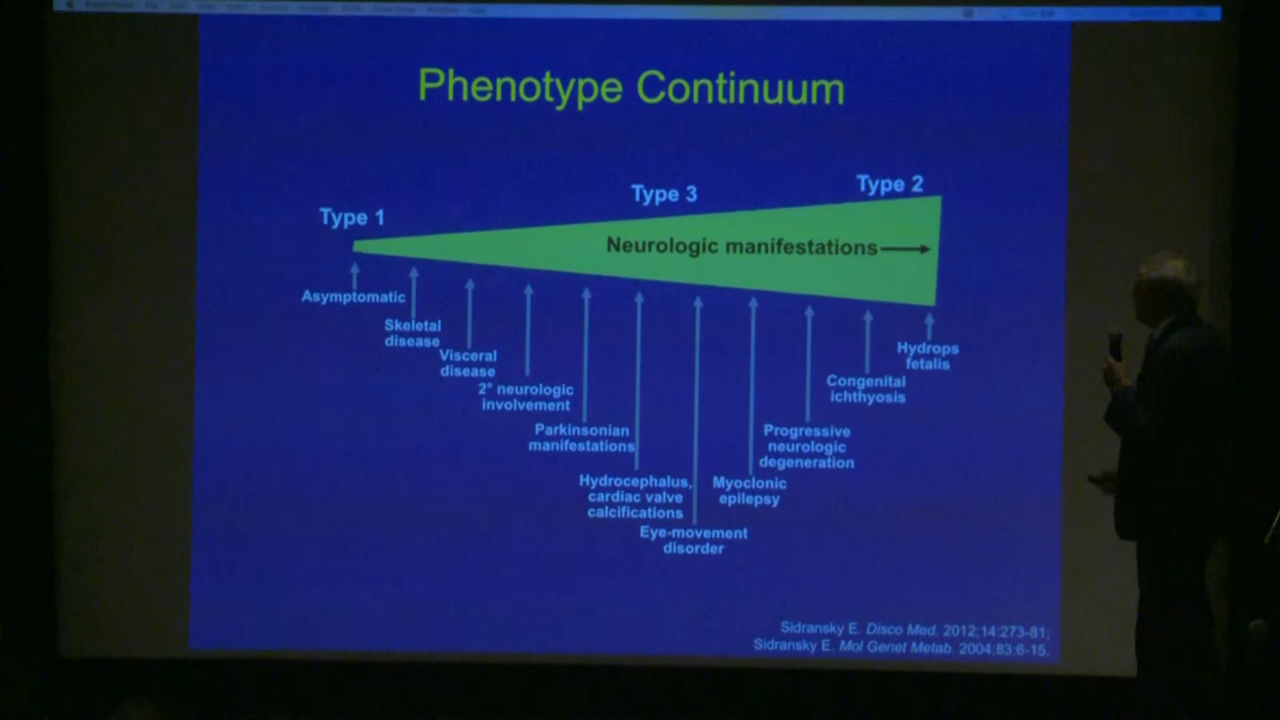 Phenotype Continuum
Type 1
Type 3
Type 2
Neurologic manifestations
Asymptomatic
Skeletal
disease
Visceral
disease
2° neurologic
involvement
Parkinsonian
manifestations
Hydrocephalus,
cardiac valve
calcifications
Eye-movement
disorder
Myoclonic
epilepsy
Progressive
neurologic
degeneration
Congenital
ichthyosis
Hydrops
fetalis
Sidransky E. Disco Med. 2012;14:273-81;
Sidransky E. Mol Genet Metab. 2004;83:6-15.